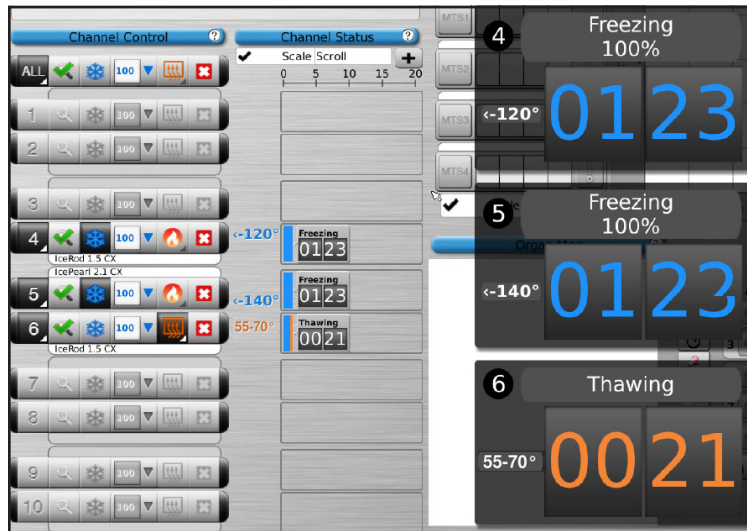 Channel Control ?
Channel Status ?
Scale Scroll +
0 5 10 15 20
ALL 100
1 100
2 100
3 100
4 100
IceRod 1.5 CX
IcePearl 2.1 CX
5 100
6 100
IceRod 1.5 CX
7 100
8 100
9 100
10 100
<-120°
Freezing
0123
<-140°
Freezing
0123
55-70°
Thawing
0021
MTS1
MTS2
MTS3
MTS4
4
Freezing
100%
<-120°
0123
5
Freezing
100%
<-140°
0123
3
6
Thawing
55-70°
0021